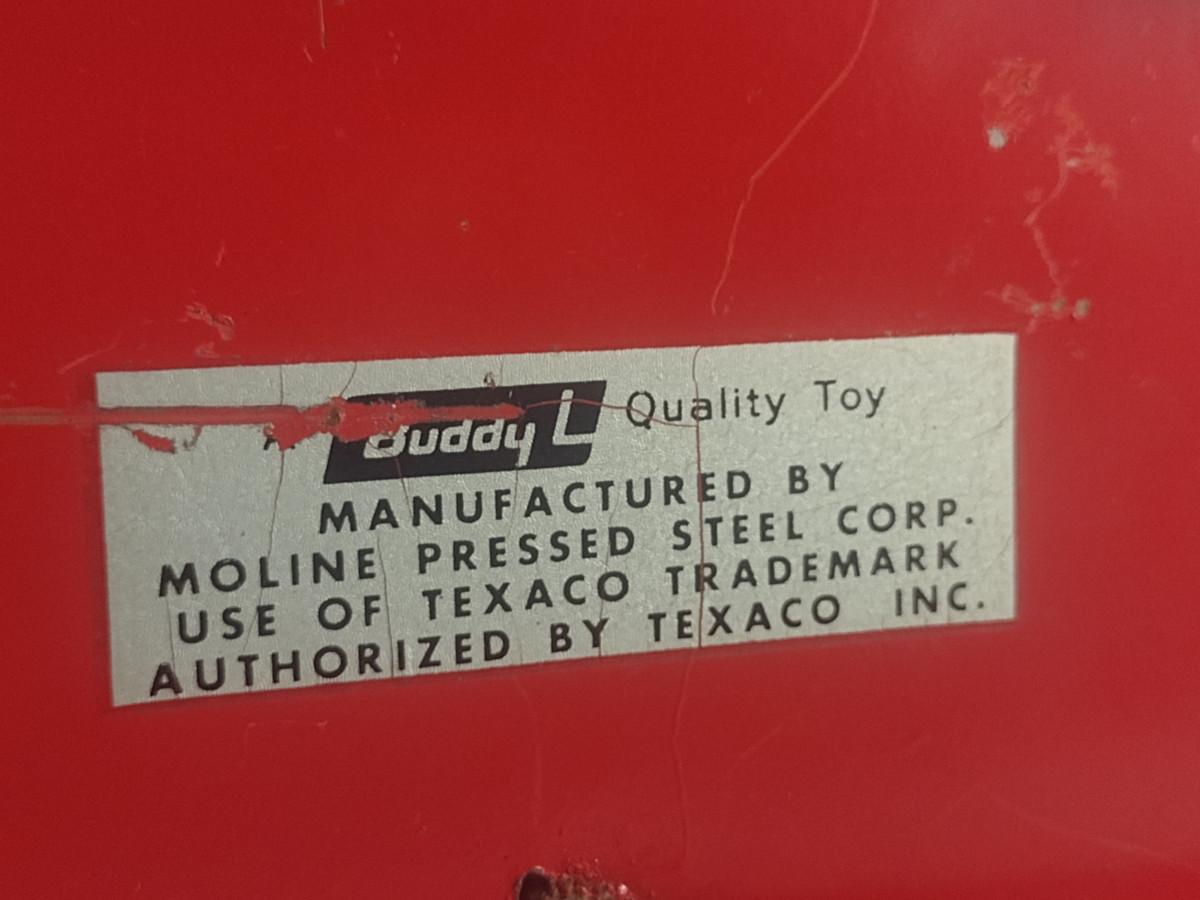 A Buddy L Quality Toy
MANUFACTURED BY
MOLINE PRESSED STEEL CORP.
USE OF TEXACO TRADEMARK
AUTHORIZED BY TEXACO INC.